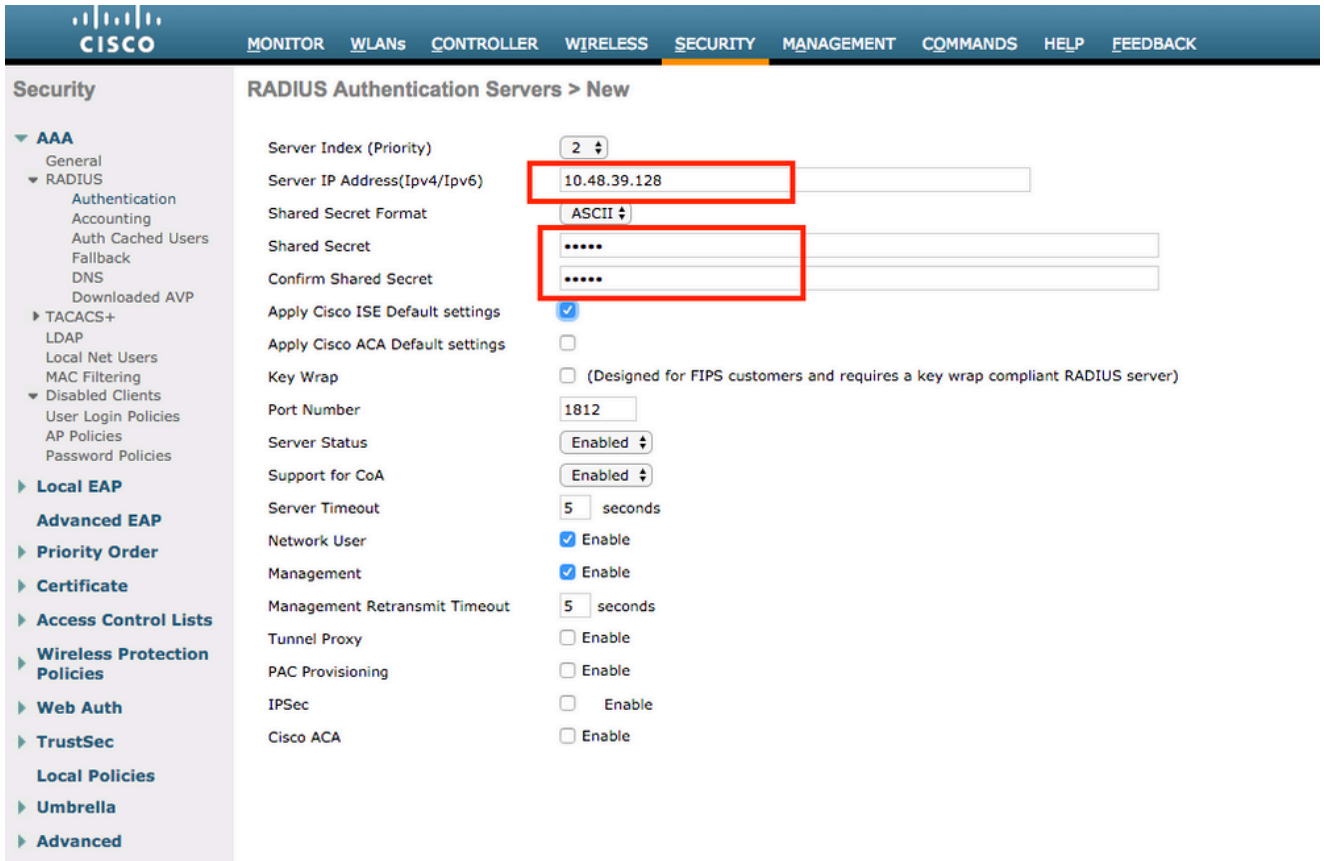 CISCO
MONITOR WLANs CONTROLLER WIRELESS SECURITY MANAGEMENT COMMANDS HELP FEEDBACK
Security
AAA
General
RADIUS
Authentication
Accounting
Auth Cached Users
Fallback
DNS
Downloaded AVP
TACACS+
LDAP
Local Net Users
MAC Filtering
Disabled Clients
User Login Policies
AP Policies
Password Policies
Local EAP
Advanced EAP
Priority Order
Certificate
Access Control Lists
Wireless Protection
Policies
Web Auth
TrustSec
Local Policies
Umbrella
Advanced
RADIUS Authentication Servers > New
Server Index (Priority) 2
Server IP Address(Ipv4/Ipv6) 10.48.39.128
Shared Secret Format ASCII
Shared Secret •••••
Confirm Shared Secret •••••
Apply Cisco ISE Default settings
Apply Cisco ACA Default settings
Key Wrap (Designed for FIPS customers and requires a key wrap compliant RADIUS server)
Port Number 1812
Server Status Enabled
Support for CoA Enabled
Server Timeout 5 seconds
Network User Enable
Management Enable
Management Retransmit Timeout 5 seconds
Tunnel Proxy Enable
PAC Provisioning Enable
IPSec Enable
Cisco ACA Enable